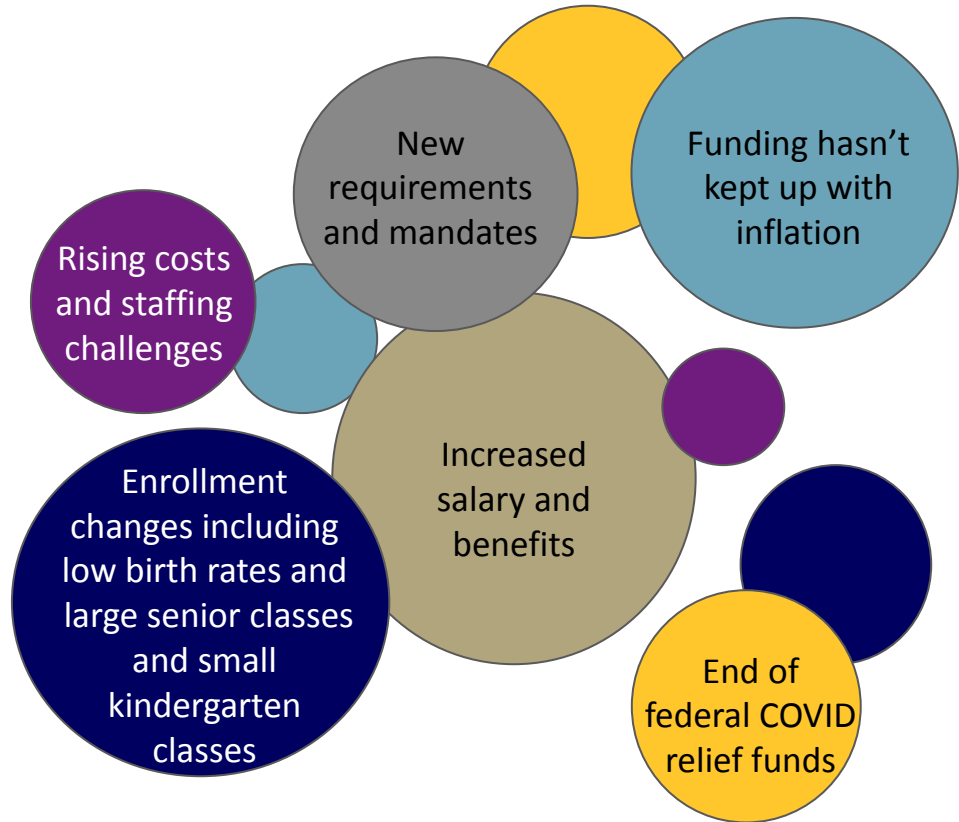 New
requirements
and mandates
Funding hasn’t
kept up with
inflation
Rising costs
and staffing
challenges
Increased
salary and
benefits
Enrollment
changes including
low birth rates and
large senior classes
and small
kindergarten
classes
End of
federal COVID
relief funds